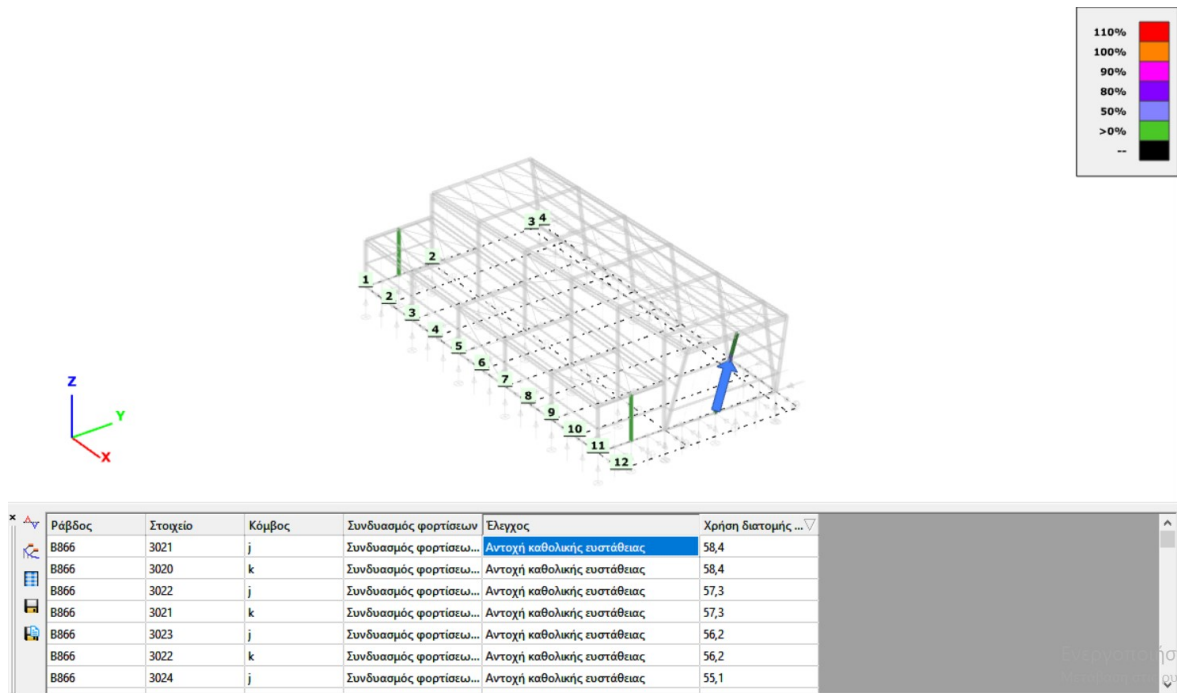 110%
100%
90%
80%
50%
>0%
--
3 4
2
1
2
3
4
5
6
7
8
9
10
11
12
Z
Y
X
Ράβδος Στοιχείο Κόμβος Συνδυασμός φορτίσεων Έλεγχος Χρήση διατομής ...
B866 3021 j Συνδυασμός φορτίσεω... Αντοχή καθολικής ευστάθειας 58,4
B866 3020 k Συνδυασμός φορτίσεω... Αντοχή καθολικής ευστάθειας 58,4
B866 3022 j Συνδυασμός φορτίσεω... Αντοχή καθολικής ευστάθειας 57,3
B866 3021 k Συνδυασμός φορτίσεω... Αντοχή καθολικής ευστάθειας 57,3
B866 3023 j Συνδυασμός φορτίσεω... Αντοχή καθολικής ευστάθειας 56,2
B866 3022 k Συνδυασμός φορτίσεω... Αντοχή καθολικής ευστάθειας 56,2
B866 3024 j Συνδυασμός φορτίσεω... Αντοχή καθολικής ευστάθειας 55,1